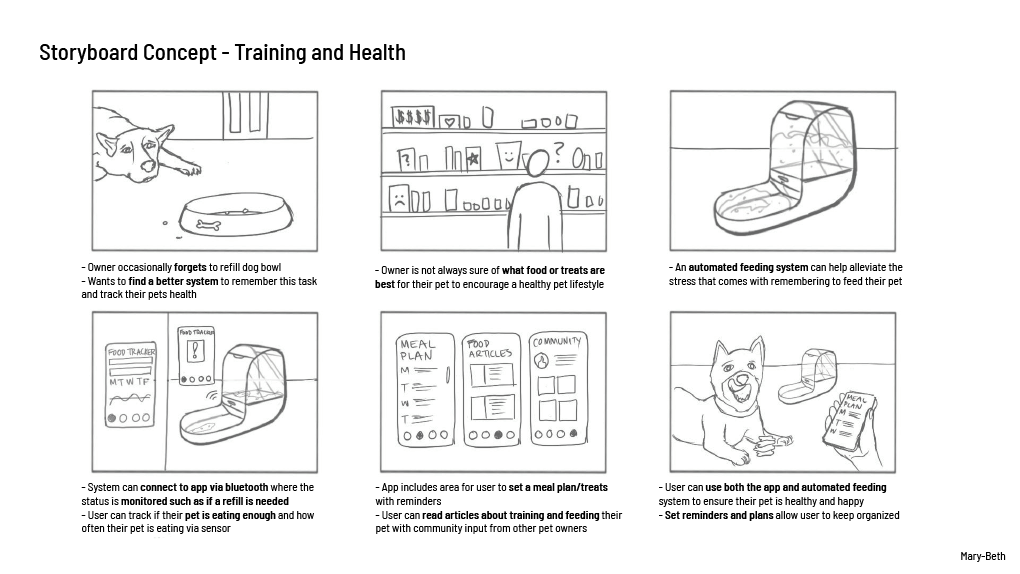 Storyboard Concept - Training and Health
$$$$
?
?
- Owner occasionally forgets to refill dog bowl
- Wants to find a better system to remember this task
and track their pets health
- Owner is not always sure of what food or treats are
best for their pet to encourage a healthy pet lifestyle
- An automated feeding system can help alleviate the
stress that comes with remembering to feed their pet
FOOD TRACKER
M T W T F
FOOD TRACKER
!
MEAL
PLAN
M
T
W
T
FOOD
ARTICLES
COMMUNITY
MEAL
PLAN
M
T
W
- System can connect to app via bluetooth where the
status is monitored such as if a refill is needed
- User can track if their pet is eating enough and how
often their pet is eating via sensor
- App includes area for user to set a meal plan/treats
with reminders
- User can read articles about training and feeding their
pet with community input from other pet owners
- User can use both the app and automated feeding
system to ensure their pet is healthy and happy
- Set reminders and plans allow user to keep organized
Mary-Beth